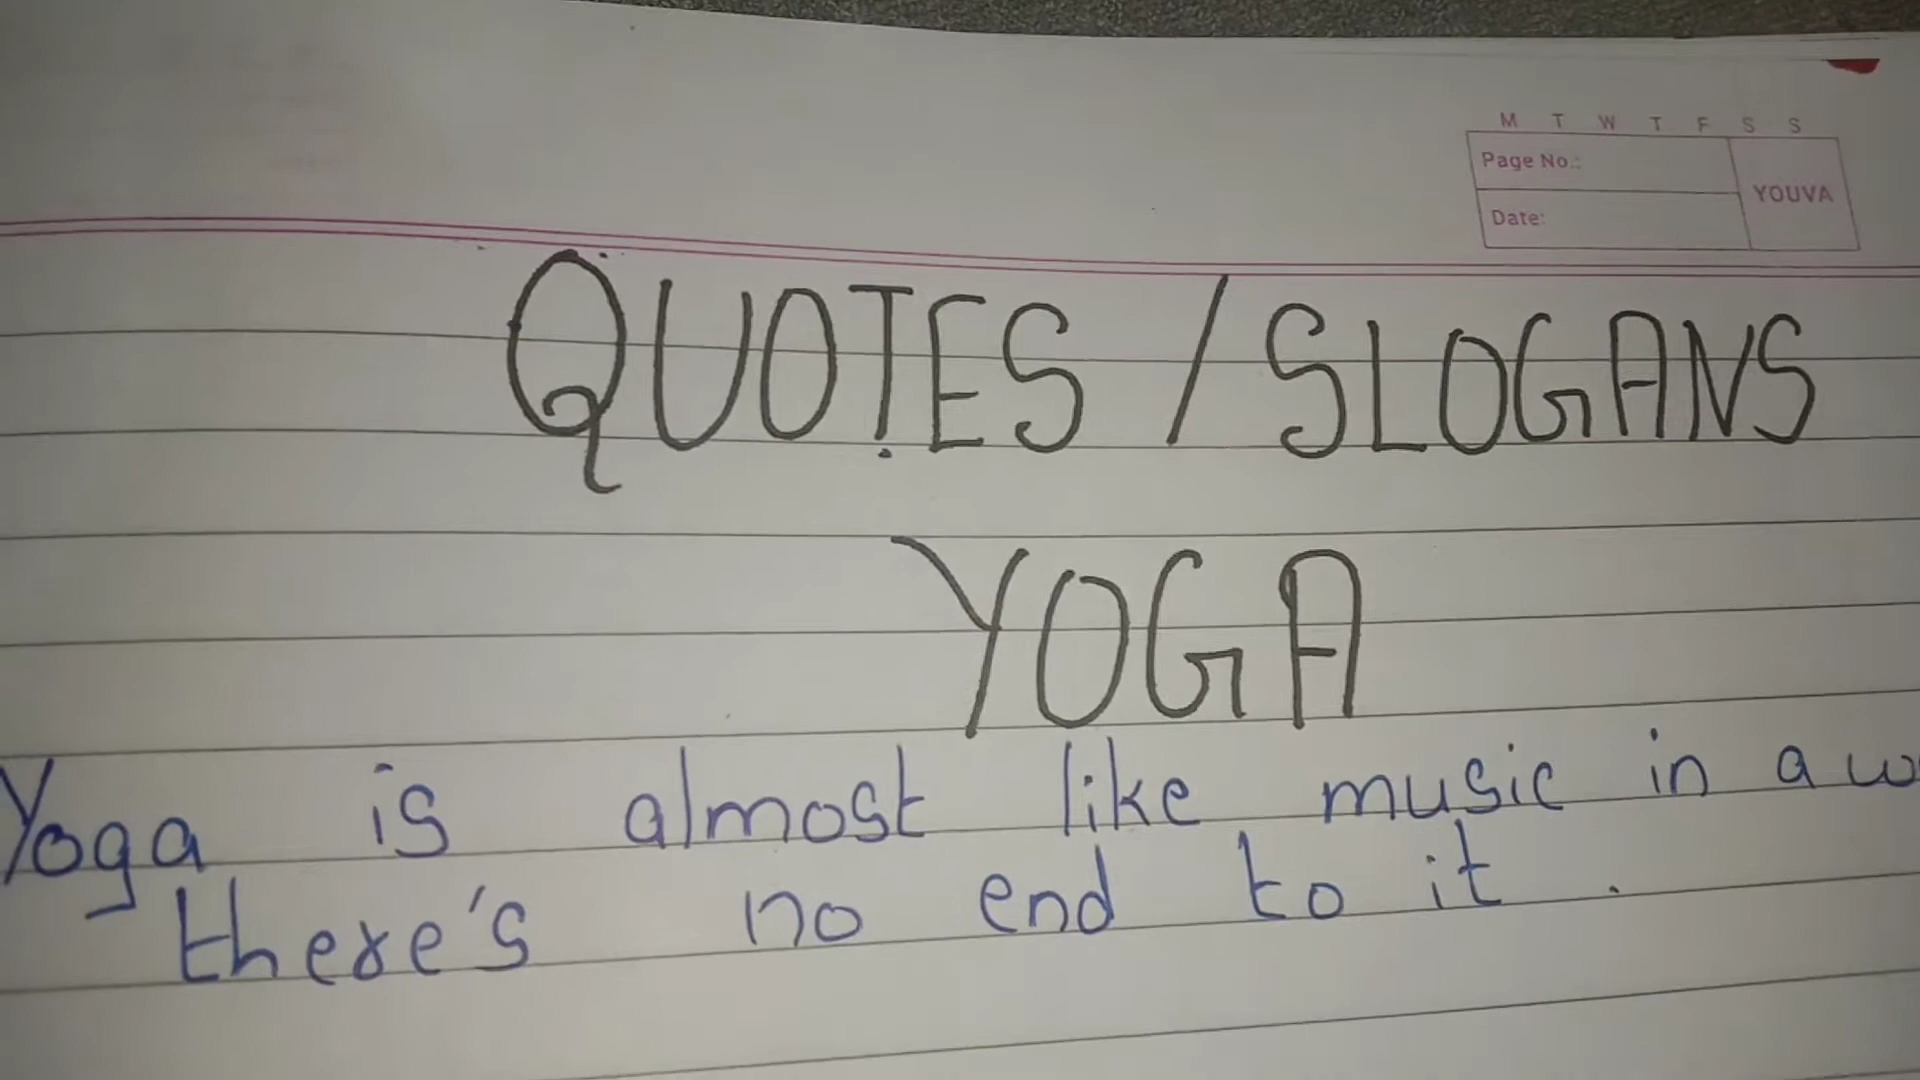 M T W T F S S
Page No.:
YOUVA
Date:
QUOTES / SLOGANS
YOGA
Yoga is almost like music in a
there's no end to it.